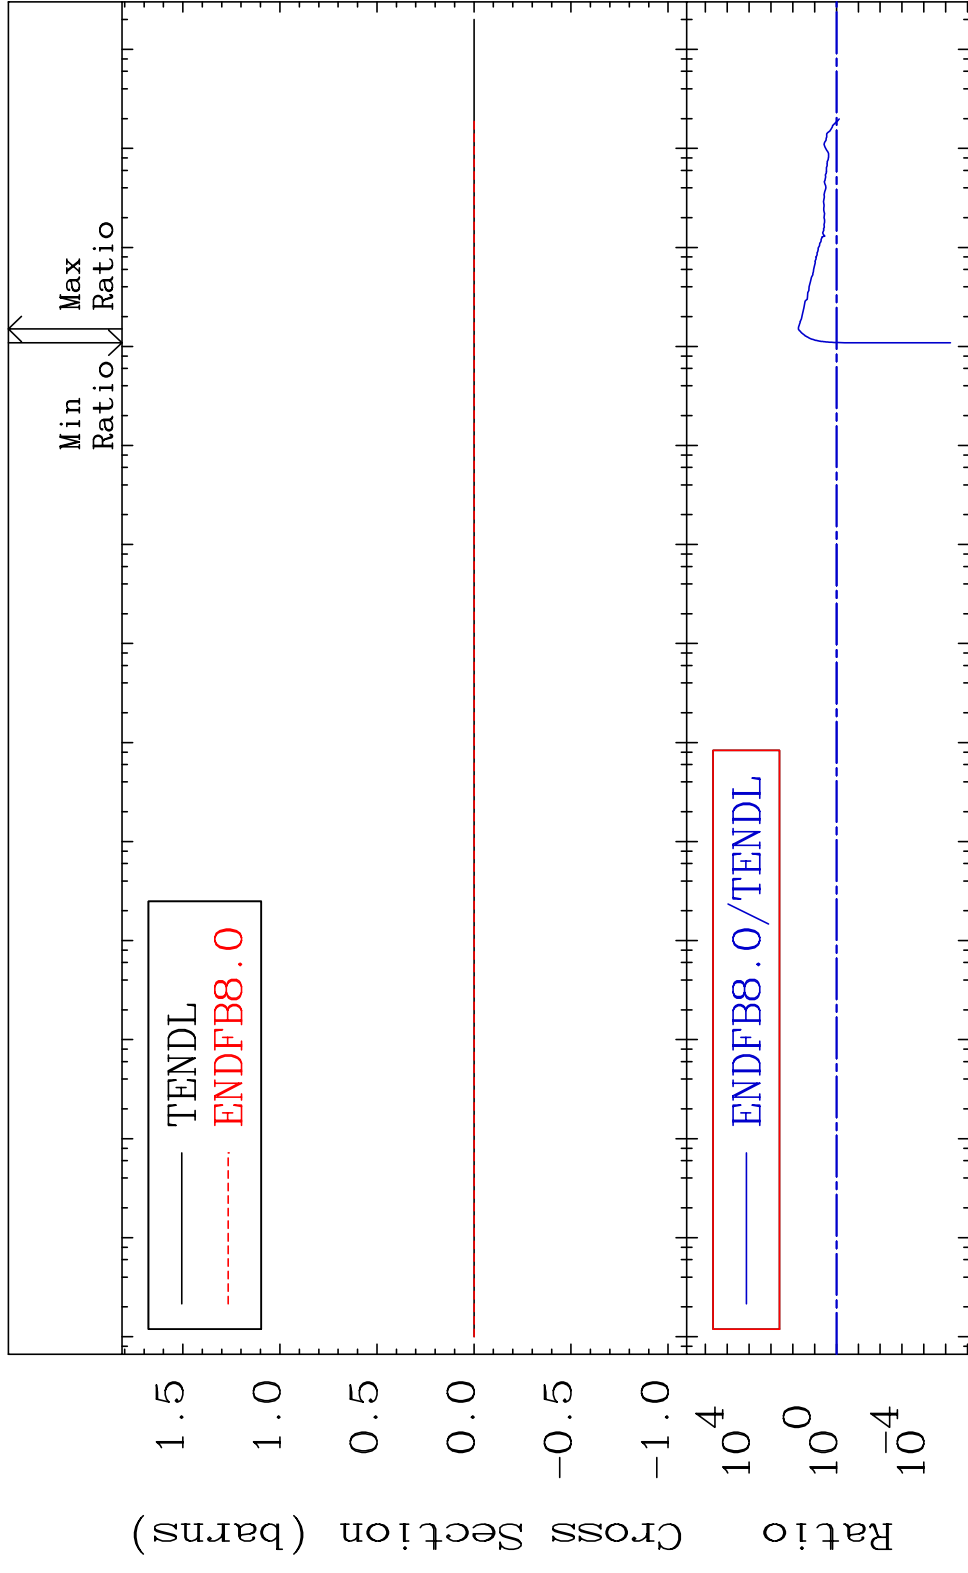 Min
Ratio
Max
Ratio
TENDL
ENDFB8.0
1.5
1.0
0.5
0.0
-0.5
-1.0
Cross Section (barns)
ENDFB8.0/TENDL
10^4
10^0
10^-4
Ratio